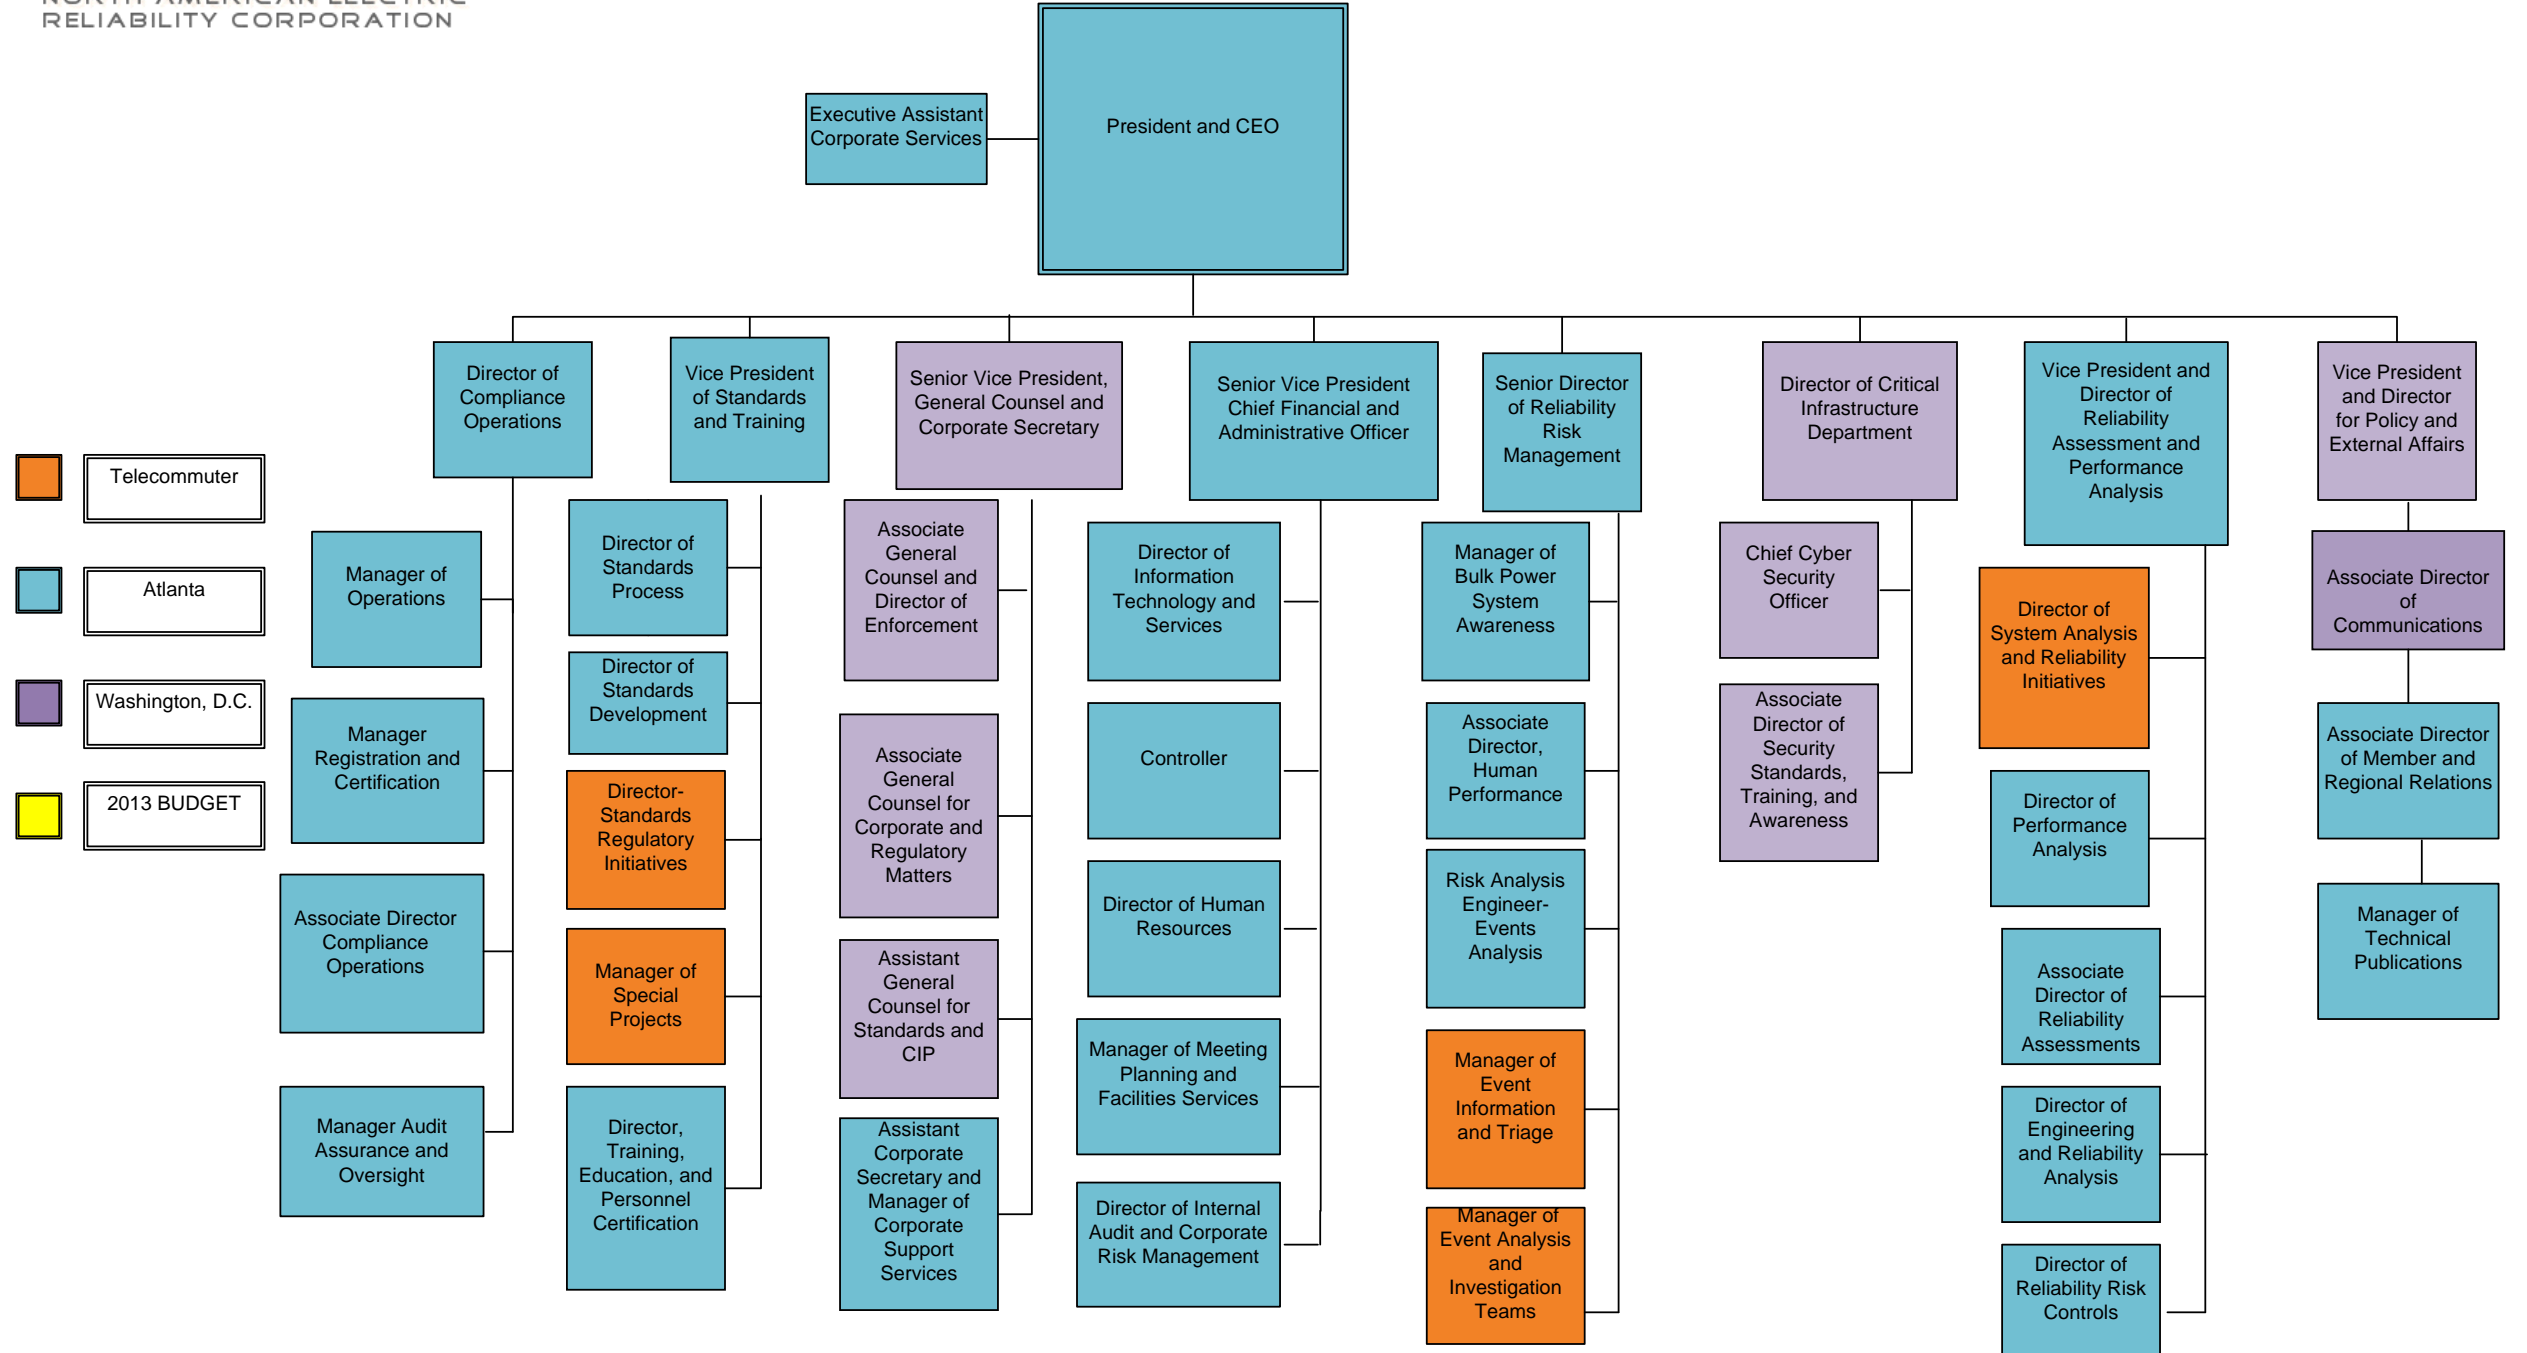 NORTH AMERICAN ELECTRIC
RELIABILITY CORPORATION
Executive Assistant
Corporate Services
President and CEO
Director of
Compliance
Operations
Vice President
of Standards
and Training
Senior Vice President,
General Counsel and
Corporate Secretary
Senior Vice President
Chief Financial and
Administrative Officer
Senior Director
of Reliability
Risk
Management
Director of Critical
Infrastructure
Department
Vice President and
Director of
Reliability
Assessment and
Performance
Analysis
Vice President
and Director
for Policy and
External Affairs
Telecommuter
Atlanta
Washington, D.C.
2013 BUDGET
Manager of
Operations
Manager
Registration and
Certification
Associate Director
Compliance
Operations
Manager Audit
Assurance and
Oversight
Director of
Standards
Process
Director of
Standards
Development
Director-
Standards
Regulatory
Initiatives
Manager of
Special
Projects
Director,
Training,
Education, and
Personnel
Certification
Associate
General
Counsel and
Director of
Enforcement
Associate
General
Counsel for
Corporate and
Regulatory
Matters
Assistant
General
Counsel for
Standards and
CIP
Assistant
Corporate
Secretary and
Manager of
Corporate
Support
Services
Director of
Information
Technology and
Services
Controller
Director of Human
Resources
Manager of Meeting
Planning and
Facilities Services
Director of Internal
Audit and Corporate
Risk Management
Manager of
Bulk Power
System
Awareness
Associate
Director,
Human
Performance
Risk Analysis
Engineer-
Events
Analysis
Manager of
Event
Information
and Triage
Manager of
Event Analysis
and
Investigation
Teams
Chief Cyber
Security
Officer
Associate
Director of
Security
Standards,
Training, and
Awareness
Director of
System Analysis
and Reliability
Initiatives
Director of
Performance
Analysis
Associate
Director of
Reliability
Assessments
Director of
Engineering
and Reliability
Analysis
Director of
Reliability Risk
Controls
Associate Director
of
Communications
Associate Director
of Member and
Regional Relations
Manager of
Technical
Publications